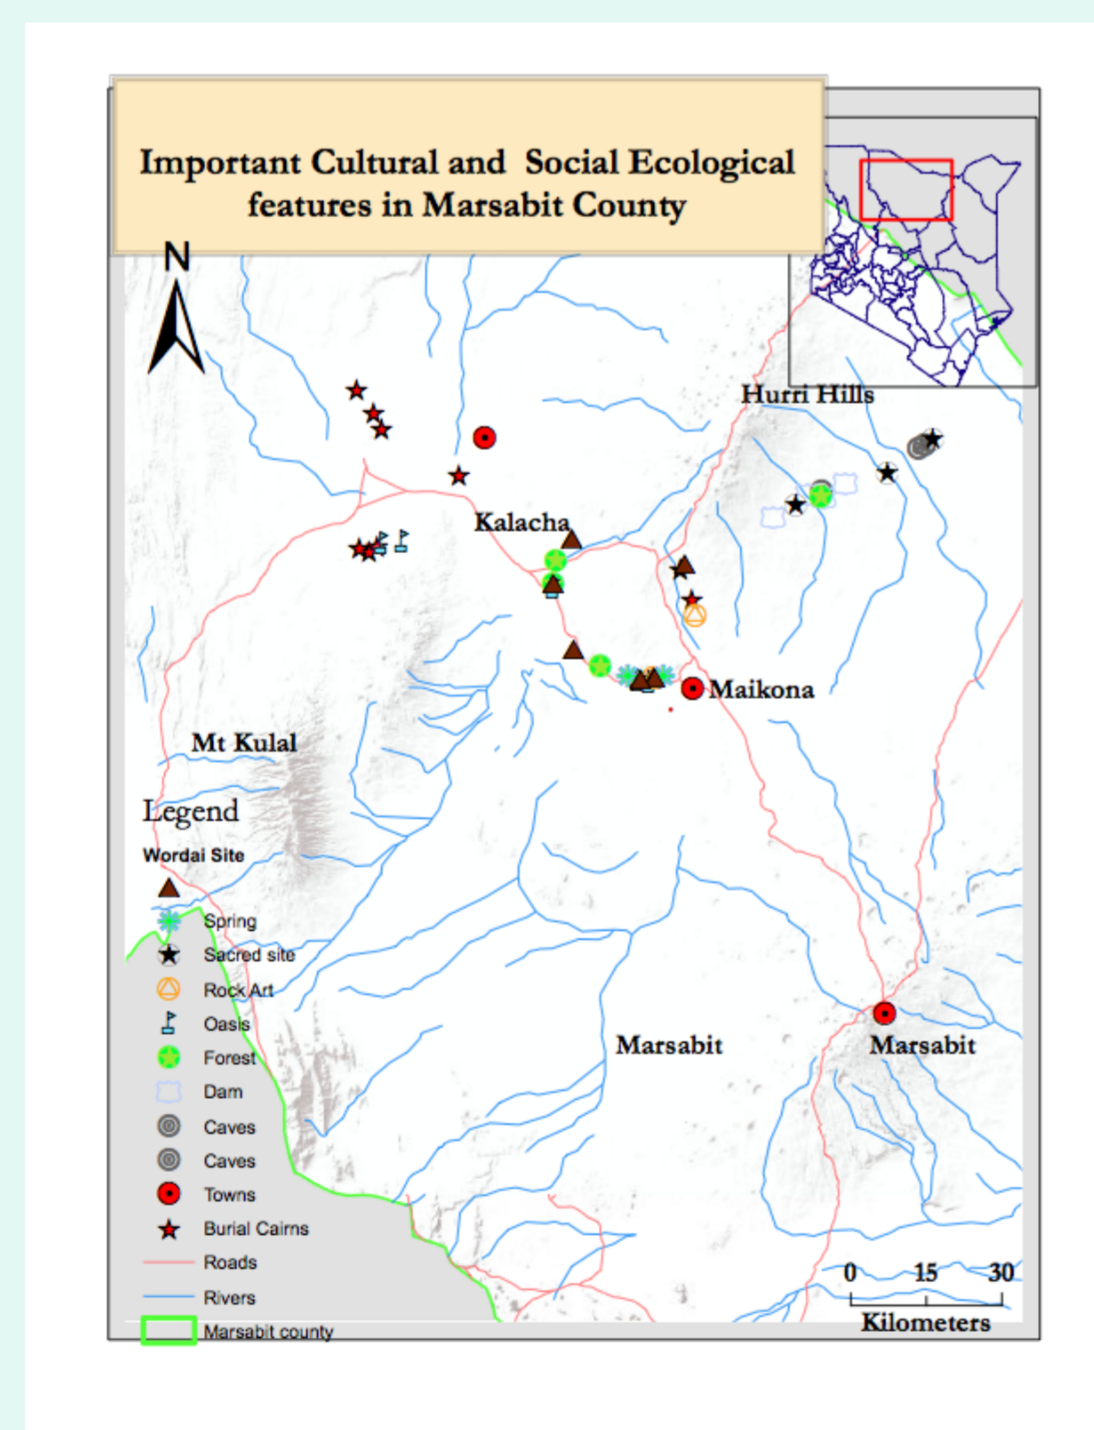 Important Cultural and Social Ecological
features in Marsabit County
N
Hurri Hills
Kalacha
Maikona
Mt Kulal
Legend
Wordai Site
Spring
Sacred site
Rock Art
Oasis
Forest
Dam
Caves
Caves
Towns
Burial Cairns
Roads
Rivers
Marsabit county
Marsabit
Marsabit
0 15 30
Kilometers